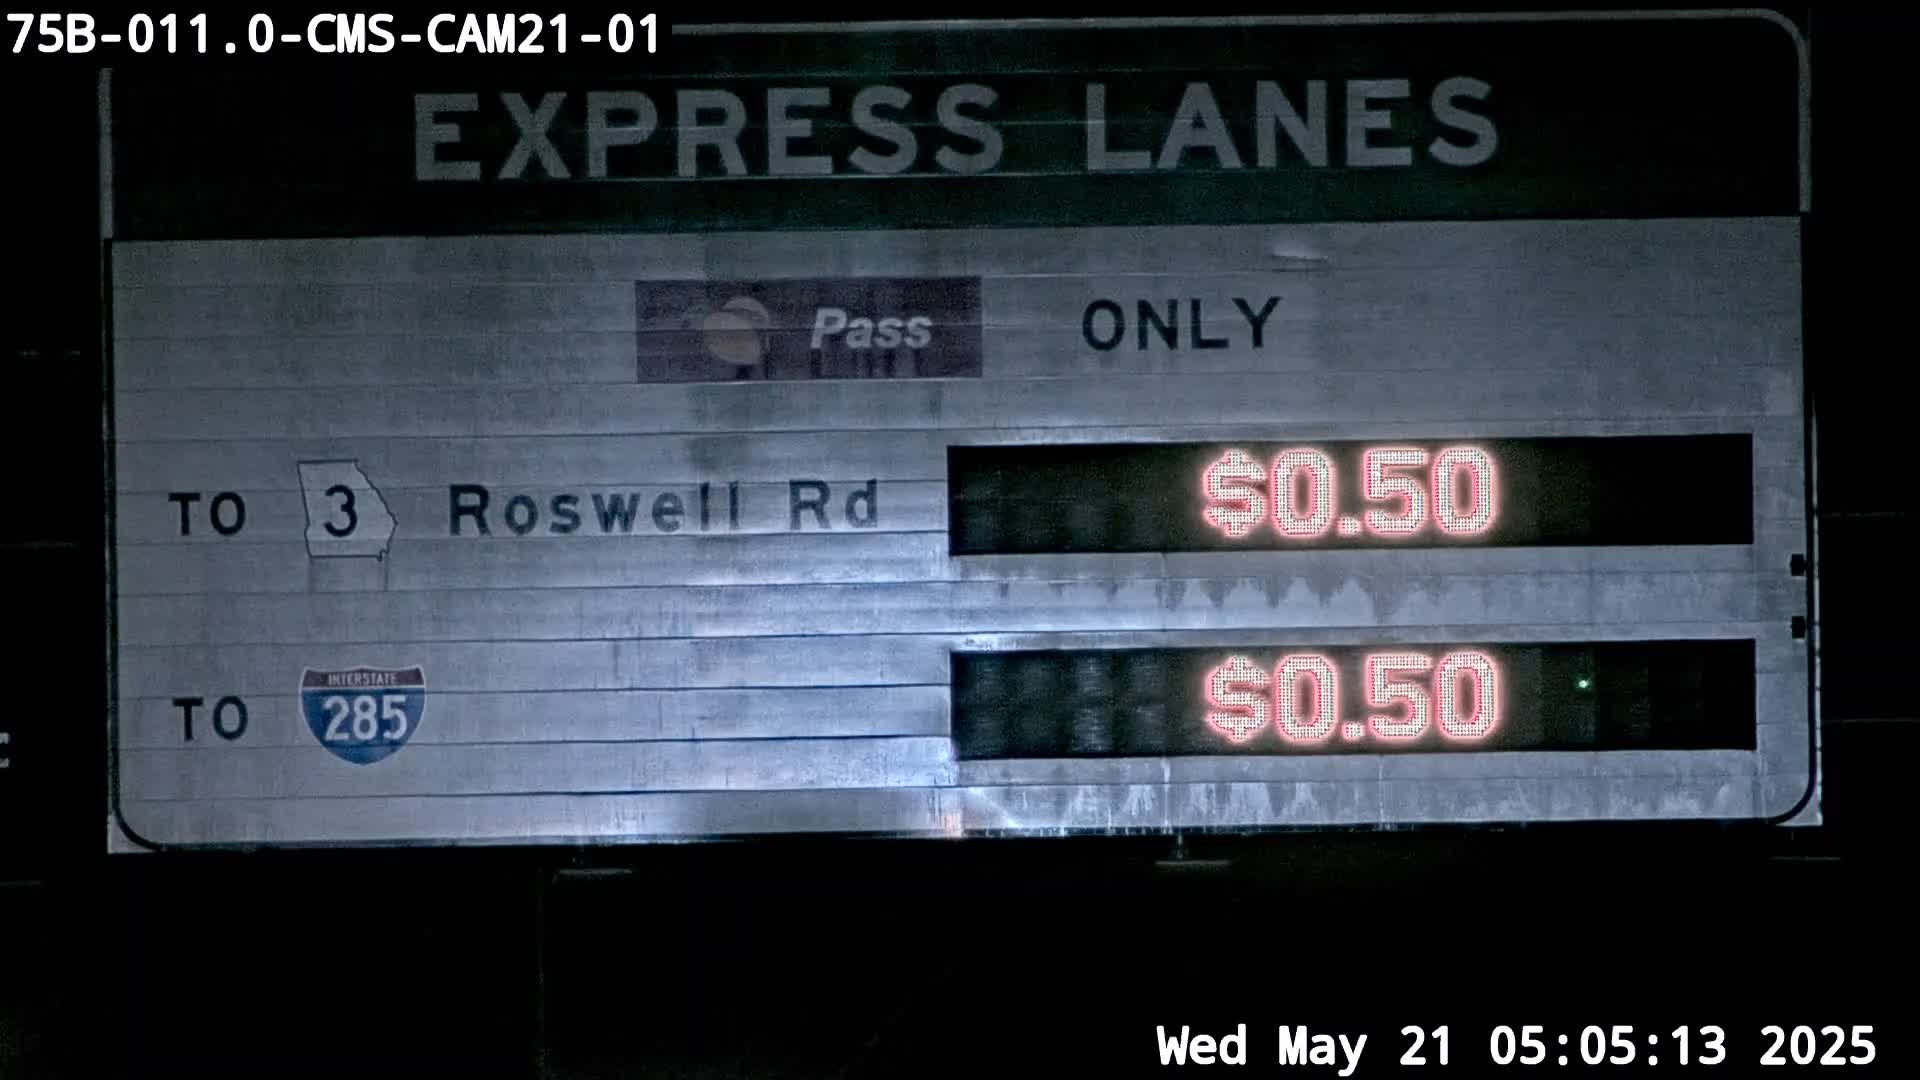 75B-011.0-CMS-CAM21-01
EXPRESS LANES
Pass ONLY
TO 3 Roswell Rd $0.50
TO INTERSTATE 285 $0.50
Wed May 21 05:05:13 2025